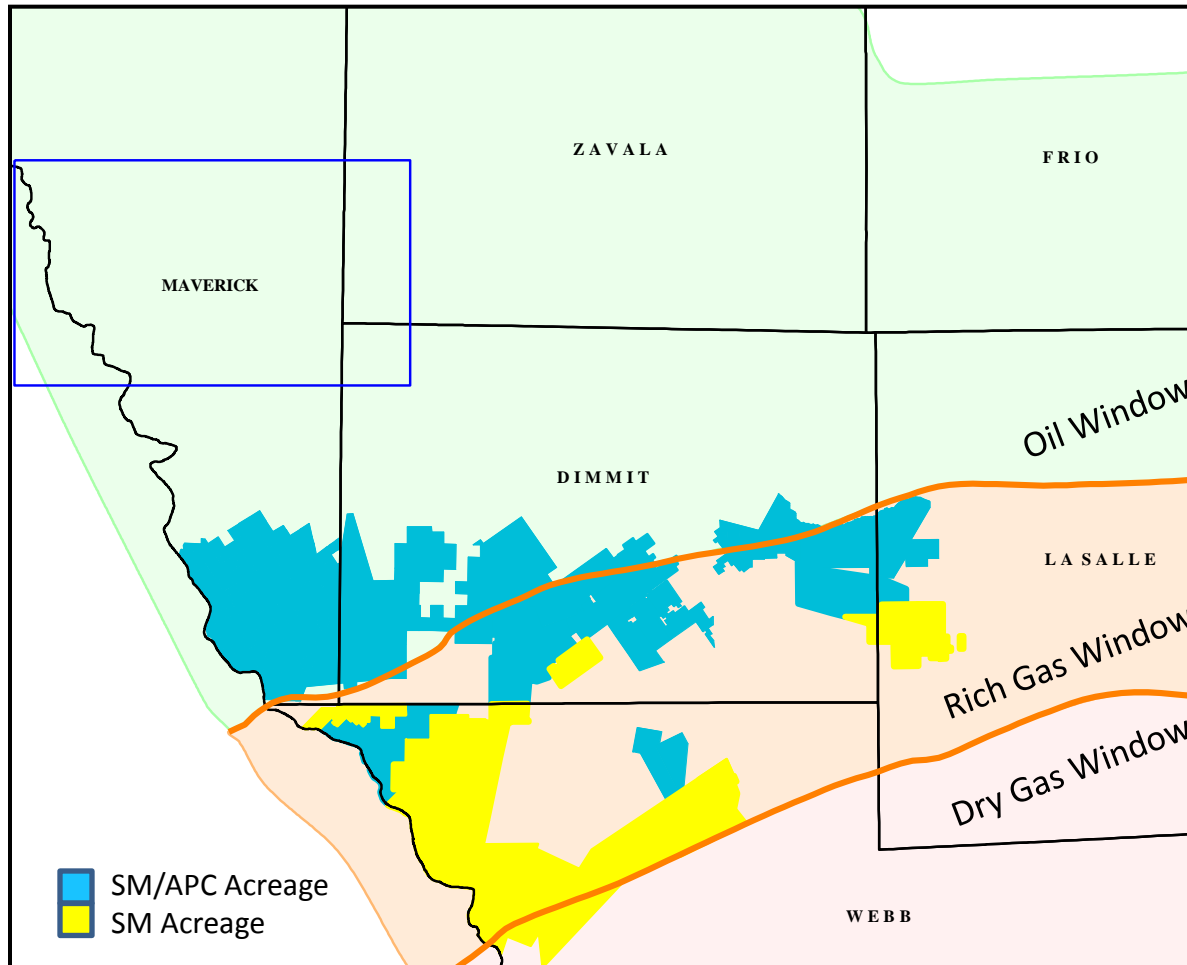 ZAVALA
FRIO
MAVERICK
Oil Window
DIMMIT
LA SALLE
Rich Gas Window
Dry Gas Window
SM/APC Acreage
SM Acreage
WEBB